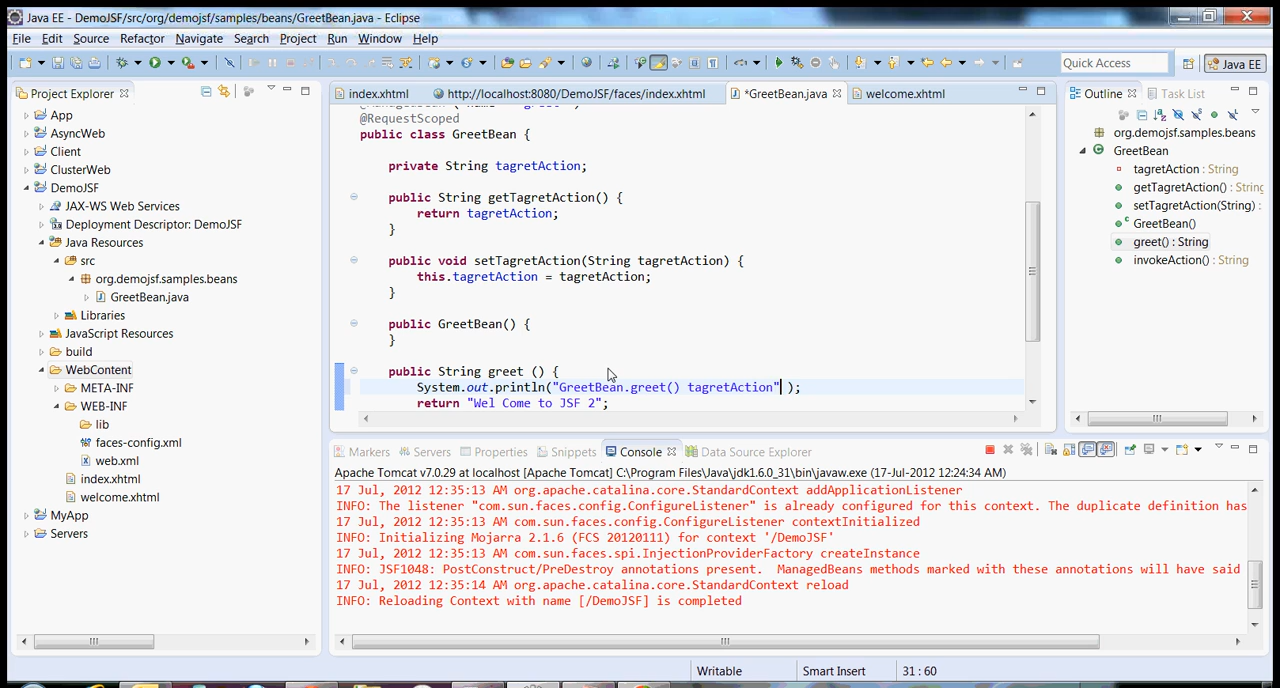 Java EE - DemoJSF/src/org/demojsf/samples/beans/GreetBean.java - Eclipse
File Edit Source Refactor Navigate Search Project Run Window Help
Quick Access
Java EE
Project Explorer
App
AsyncWeb
Client
ClusterWeb
DemoJSF
JAX-WS Web Services
Deployment Descriptor: DemoJSF
Java Resources
src
org.demojsf.samples.beans
GreetBean.java
Libraries
JavaScript Resources
build
WebContent
META-INF
WEB-INF
lib
faces-config.xml
web.xml
index.xhtml
welcome.xhtml
MyApp
Servers
index.xhtml http://localhost:8080/DemoJSF/faces/index.xhtml *GreetBean.java welcome.xhtml
@RequestScoped
public class GreetBean {
private String tagretAction;
public String getTagretAction() {
return tagretAction;
}
public void setTagretAction(String tagretAction) {
this.tagretAction = tagretAction;
}
public GreetBean() {
}
public String greet () {
System.out.println("GreetBean.greet() tagretAction" );
return "Wel Come to JSF 2";
Outline Task List
org.demojsf.samples.beans
GreetBean
tagretAction : String
getTagretAction() : String
setTagretAction(String) :
GreetBean()
greet() : String
invokeAction() : String
Markers Servers Properties Snippets Console Data Source Explorer
Apache Tomcat v7.0.29 at localhost [Apache Tomcat] C:\Program Files\Java\jdk1.6.0_31\bin\javaw.exe (17-Jul-2012 12:24:34 AM)
17 Jul, 2012 12:35:13 AM org.apache.catalina.core.StandardContext addApplicationListener
INFO: The listener "com.sun.faces.config.ConfigureListener" is already configured for this context. The duplicate definition has
17 Jul, 2012 12:35:13 AM com.sun.faces.config.ConfigureListener contextInitialized
INFO: Initializing Mojarra 2.1.6 (FCS 20120111) for context '/DemoJSF'
17 Jul, 2012 12:35:13 AM com.sun.faces.spi.InjectionProviderFactory createInstance
INFO: JSF1048: PostConstruct/PreDestroy annotations present.  ManagedBeans methods marked with these annotations will have said
17 Jul, 2012 12:35:14 AM org.apache.catalina.core.StandardContext reload
INFO: Reloading Context with name [/DemoJSF] is completed
Writable Smart Insert 31 : 60